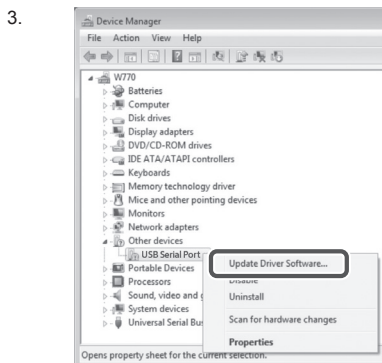 3.
Device Manager
File Action View Help
W770
Batteries
Computer
Disk drives
Display adapters
DVD/CD-ROM drives
IDE ATA/ATAPI controllers
Keyboards
Memory technology driver
Mice and other pointing devices
Monitors
Network adapters
Other devices
USB Serial Port
Update Driver Software...
Portable Devices
Disable
Processors
Uninstall
Sound, video and g
System devices
Scan for hardware changes
Universal Serial Bus
Properties
Opens property sheet for the current selection.